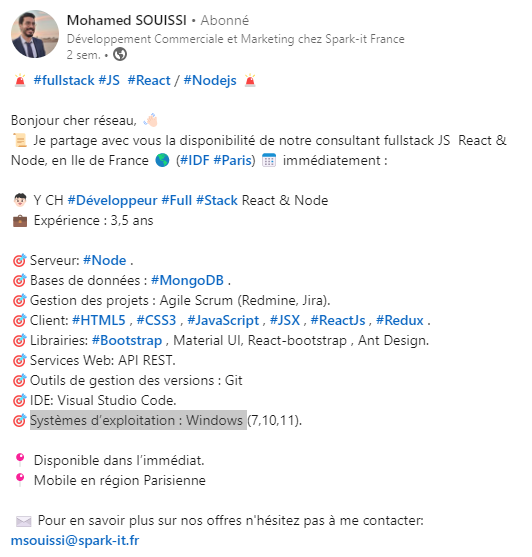 Mohamed SOUISSI • Abonné
Développement Commerciale et Marketing chez Spark-it France
2 sem. •
#fullstack #JS #React / #Nodejs
Bonjour cher réseau,
Je partage avec vous la disponibilité de notre consultant fullstack JS React &
Node, en Ile de France (#IDF #Paris) immédiatement :
Y CH #Développeur #Full #Stack React & Node
Expérience : 3,5 ans
Serveur: #Node .
Bases de données : #MongoDB .
Gestion des projets : Agile Scrum (Redmine, Jira).
Client: #HTML5 , #CSS3 , #JavaScript , #JSX , #ReactJs , #Redux .
Librairies: #Bootstrap , Material UI, React-bootstrap , Ant Design.
Services Web: API REST.
Outils de gestion des versions : Git
IDE: Visual Studio Code.
Systèmes d'exploitation : Windows (7,10,11).
Disponible dans l'immédiat.
Mobile en région Parisienne
Pour en savoir plus sur nos offres n'hésitez pas à me contacter:
msouissi@spark-it.fr